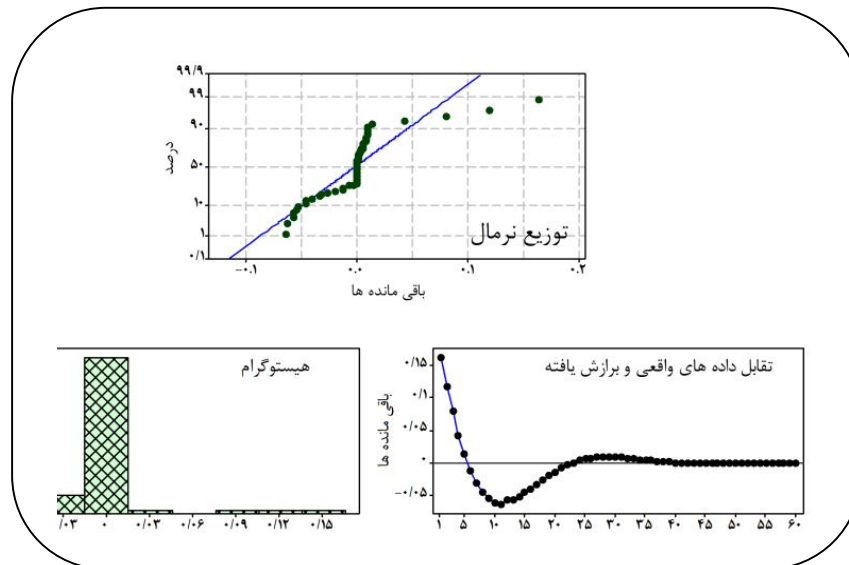 ۹۹/۹
۹۹
۹۰
۵۰
۱۰
۱
۰/۱
درصد
توزیع نرمال
-۰.۱ ۰.۰ ۰.۱ ۰.۲
باقی مانده ها
هیستوگرام
/۰۳ ۰ ۰/۰۳ ۰/۰۶ ۰/۰۹ ۰/۱۲ ۰/۱۵
تقابل داده های واقعی و برازش یافته
۰/۱۵
۰/۱
۰/۰۵
۰
-۰/۰۵
باقی مانده ها
۱ ۵ ۱۰ ۱۵ ۲۰ ۲۵ ۳۰ ۳۵ ۴۰ ۴۵ ۵۰ ۵۵ ۶۰